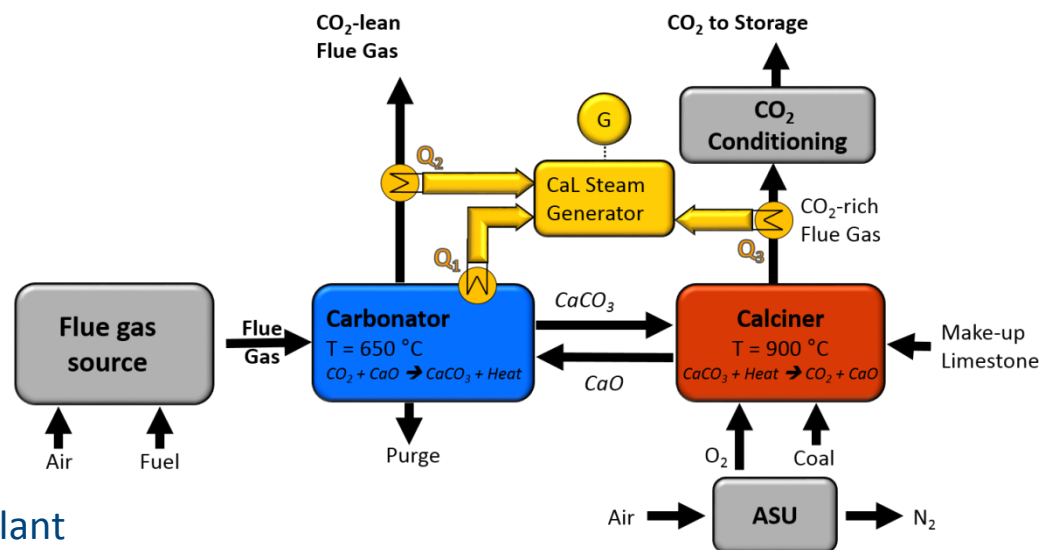 CO₂-lean
Flue Gas
CO₂ to Storage
G
CO₂
Conditioning
Q₂
CaL Steam
Generator
CO₂-rich
Flue Gas
Q₁
Q₃
Flue gas
source
Flue
Gas
Carbonator
T = 650 °C
CO₂ + CaO ➔ CaCO₃ + Heat
CaCO₃
CaO
Calciner
T = 900 °C
CaCO₃ + Heat ➔ CO₂ + CaO
Make-up
Limestone
Air
Fuel
Purge
O₂
Coal
Air
ASU
N₂
lant